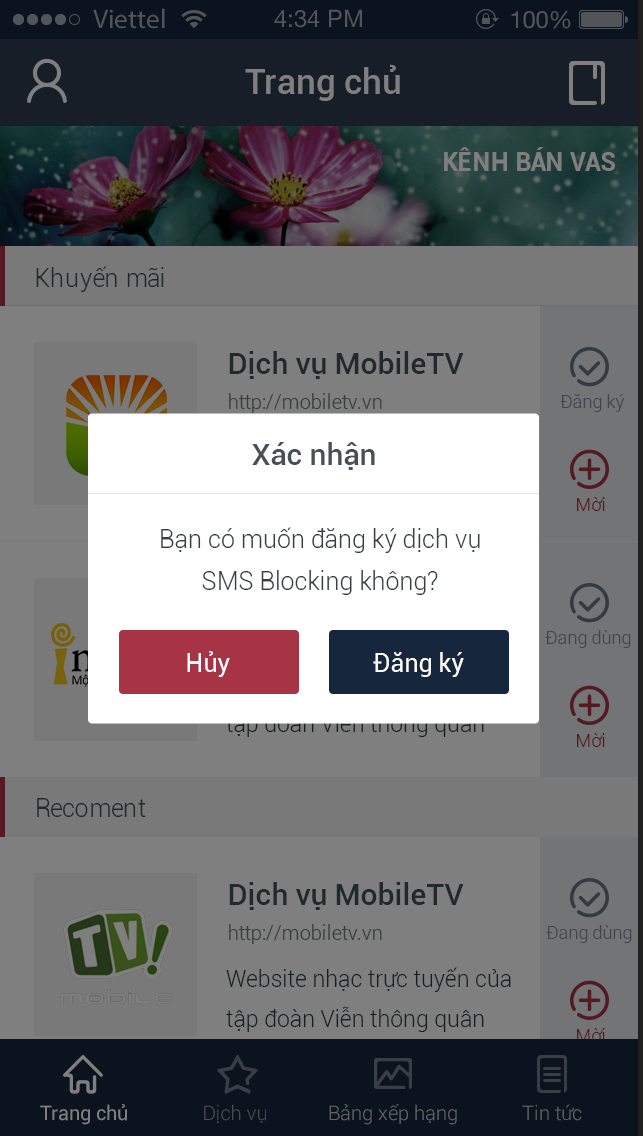 Viettel 4:34 PM 100%
Trang chủ
KÊNH BÁN VAS
Khuyến mãi
Dịch vụ MobileTV
http://mobiletv.vn
Đăng ký
Mời
Xác nhận
Bạn có muốn đăng ký dịch vụ
SMS Blocking không?
Hủy
Đăng ký
Đang dùng
Mời
tập đoàn Viễn thông quân
Recoment
TV!
mobile
Dịch vụ MobileTV
http://mobiletv.vn
Website nhạc trực tuyến của
tập đoàn Viễn thông quân
Đang dùng
Mời
Trang chủ
Dịch vụ
Bảng xếp hạng
Tin tức